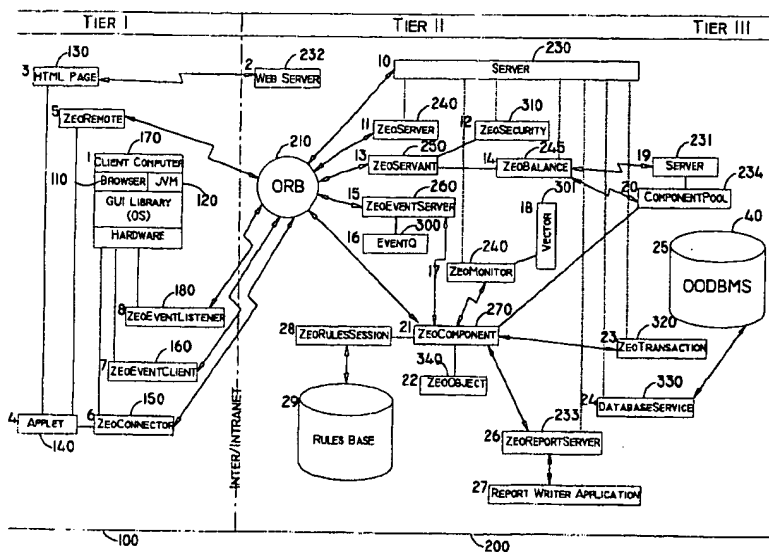 TIER I TIER II TIER III
130 232 230
3 HTML PAGE 2 WEB SERVER 10 SERVER
5 ZEOREMOTE 240 310
11 ZEOSERVER 12 ZEOSECURITY
170 210 250 245 231
1 CLIENT COMPUTER 13 ZEOSERVANT 14 ZEOBALANCE 19 SERVER
110 BROWSER JVM 120 ORB 260 301 234
GUI LIBRARY 15 ZEOEVENTSERVER 20 COMPONENTPOOL
(OS) 300 18 VECTOR 40
HARDWARE 16 EVENTQ 240 25
17 ZEOMONITOR OODBMS
180 270
8 ZEOEVENTLISTENER 28 ZEORULESSESSION 21 ZEOCOMPONENT 320
160 340 23 ZEOTRANSACTION
7 ZEOEVENTCLIENT 22 ZEOOBJECT 330
150 29 233 24 DATABASESERVICE
4 APPLET 6 ZEOCONNECTOR RULES BASE 26 ZEOREPORTSERVER
140 INTER/INTRANET
27 REPORT WRITER APPLICATION
100 200